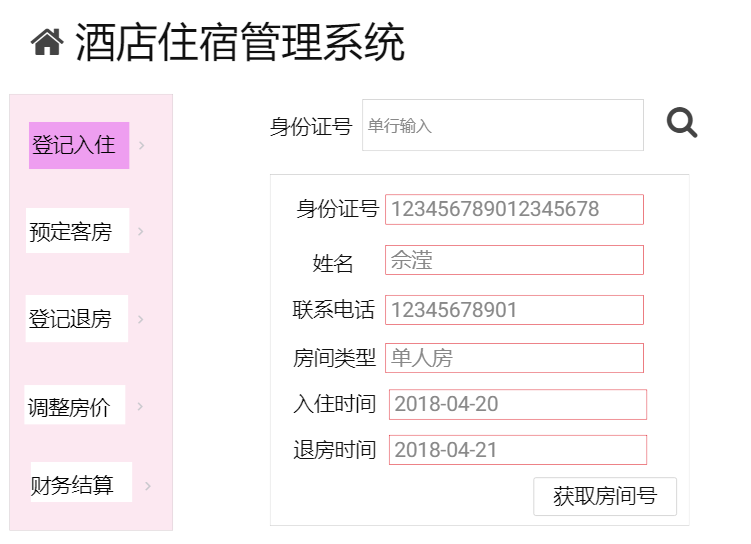 酒店住宿管理系统
登记入住
预定客房
登记退房
调整房价
财务结算
身份证号 单行输入
身份证号 123456789012345678
姓名 佘滢
联系电话 12345678901
房间类型 单人房
入住时间 2018-04-20
退房时间 2018-04-21
获取房间号